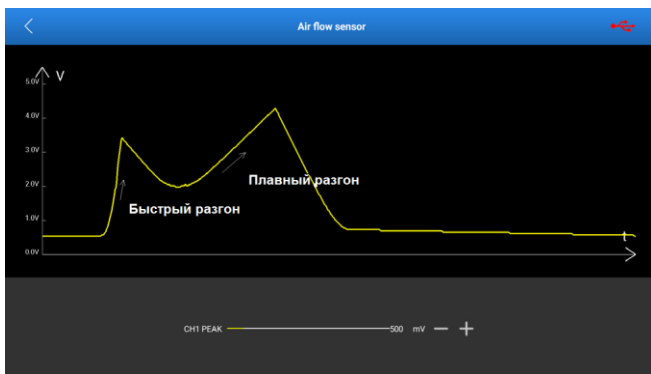 Air flow sensor
V
5.0V
4.0V
3.0V
2.0V
1.0V
0.0V
Плавный разгон
Быстрый разгон
t
CH1 PEAK 500 mV